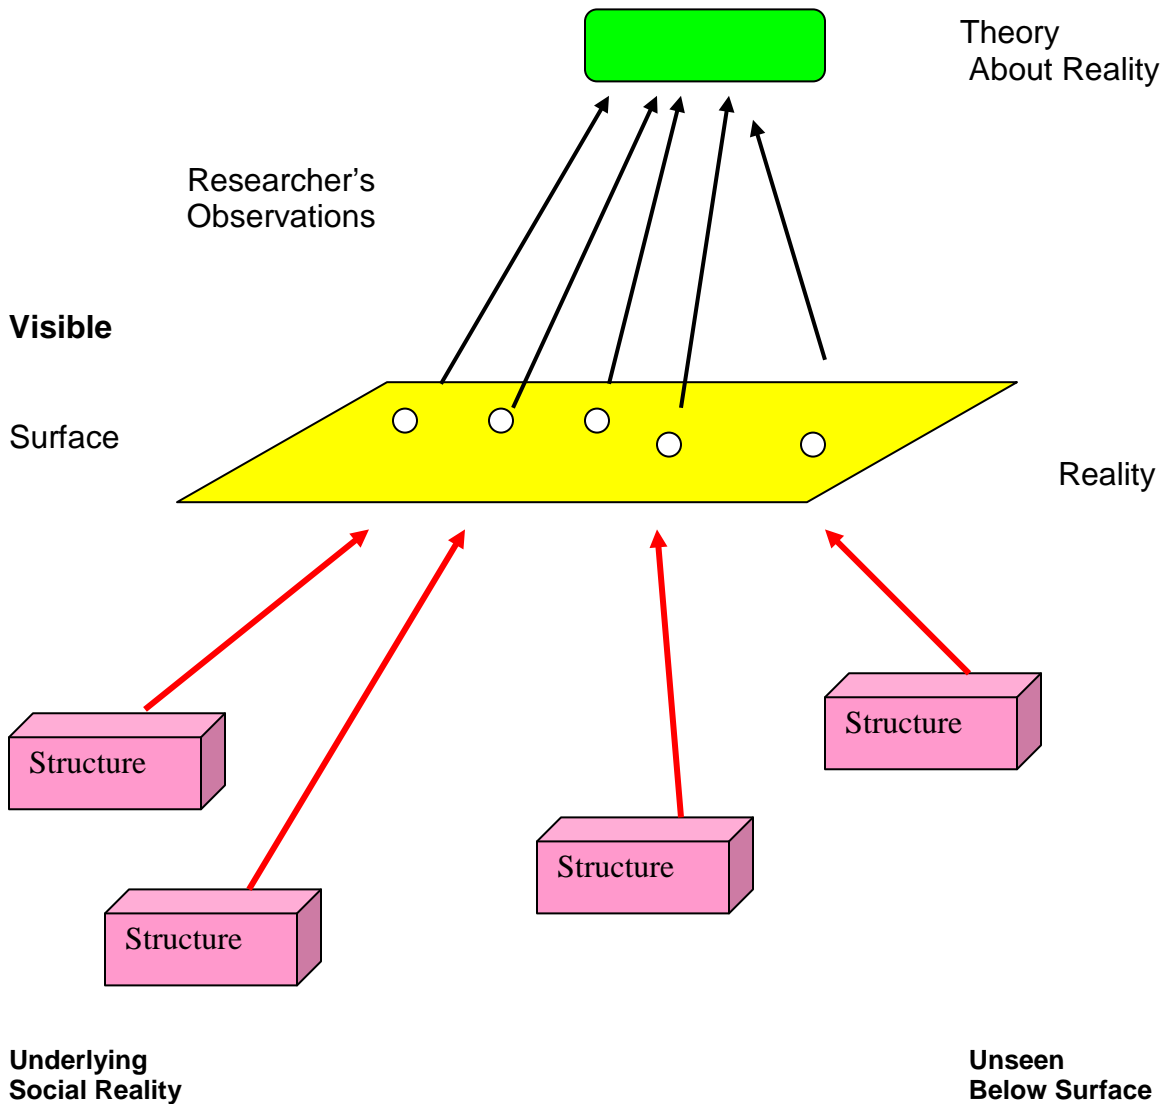 Theory
About Reality
Researcher’s
Observations
Visible
Surface
Reality
Structure
Structure
Structure
Structure
Underlying
Social Reality
Unseen
Below Surface